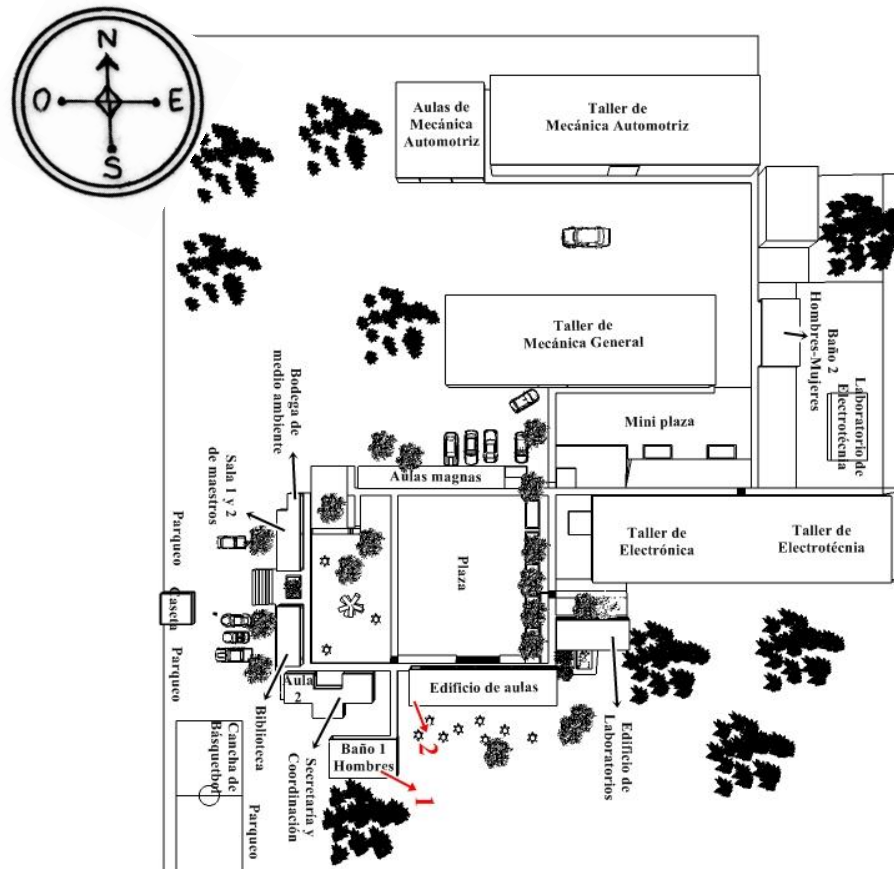 N
O E
S
Aulas de
Mecánica
Automotriz
Taller de
Mecánica Automotriz
Taller de
Mecánica General
Baño 2
Hombres-Mujeres
Laboratorio de
Electrotécnia
Bodega de
medio ambiente
Mini plaza
Sala 1 y 2
de maestros
Aulas magnas
Parqueo
Taller de
Electrónica
Taller de
Electrotécnia
Plaza
Caseta
Parqueo
Aula
2
Edificio de aulas
Biblioteca
Edificio de
Laboratorios
Cancha de
Básquetbol
Secretaría y
Coordinación
Baño 1
Hombres
2
1
Parqueo